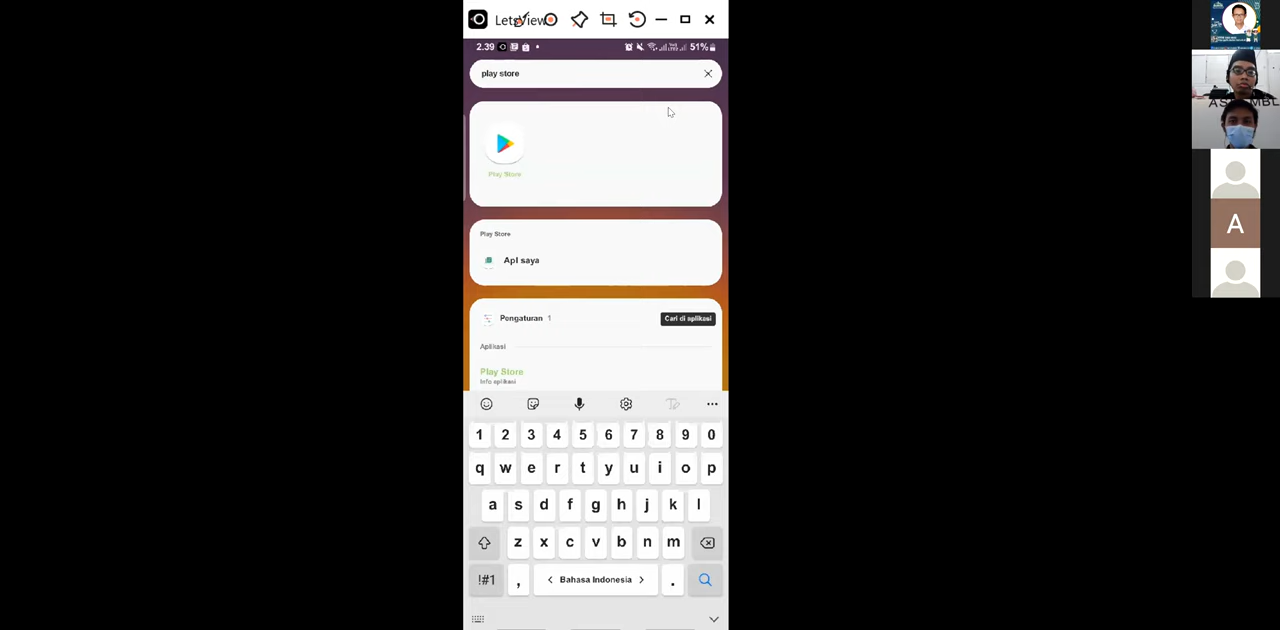 LetsView
2.39
51%
play store
Play Store
Play Store
Apl saya
Pengaturan 1
Cari di aplikasi
Aplikasi
Play Store
Info aplikasi
1 2 3 4 5 6 7 8 9 0
q w e r t y u i o p
a s d f g h j k l
z x c v b n m
!#1 , < Bahasa Indonesia > .
A